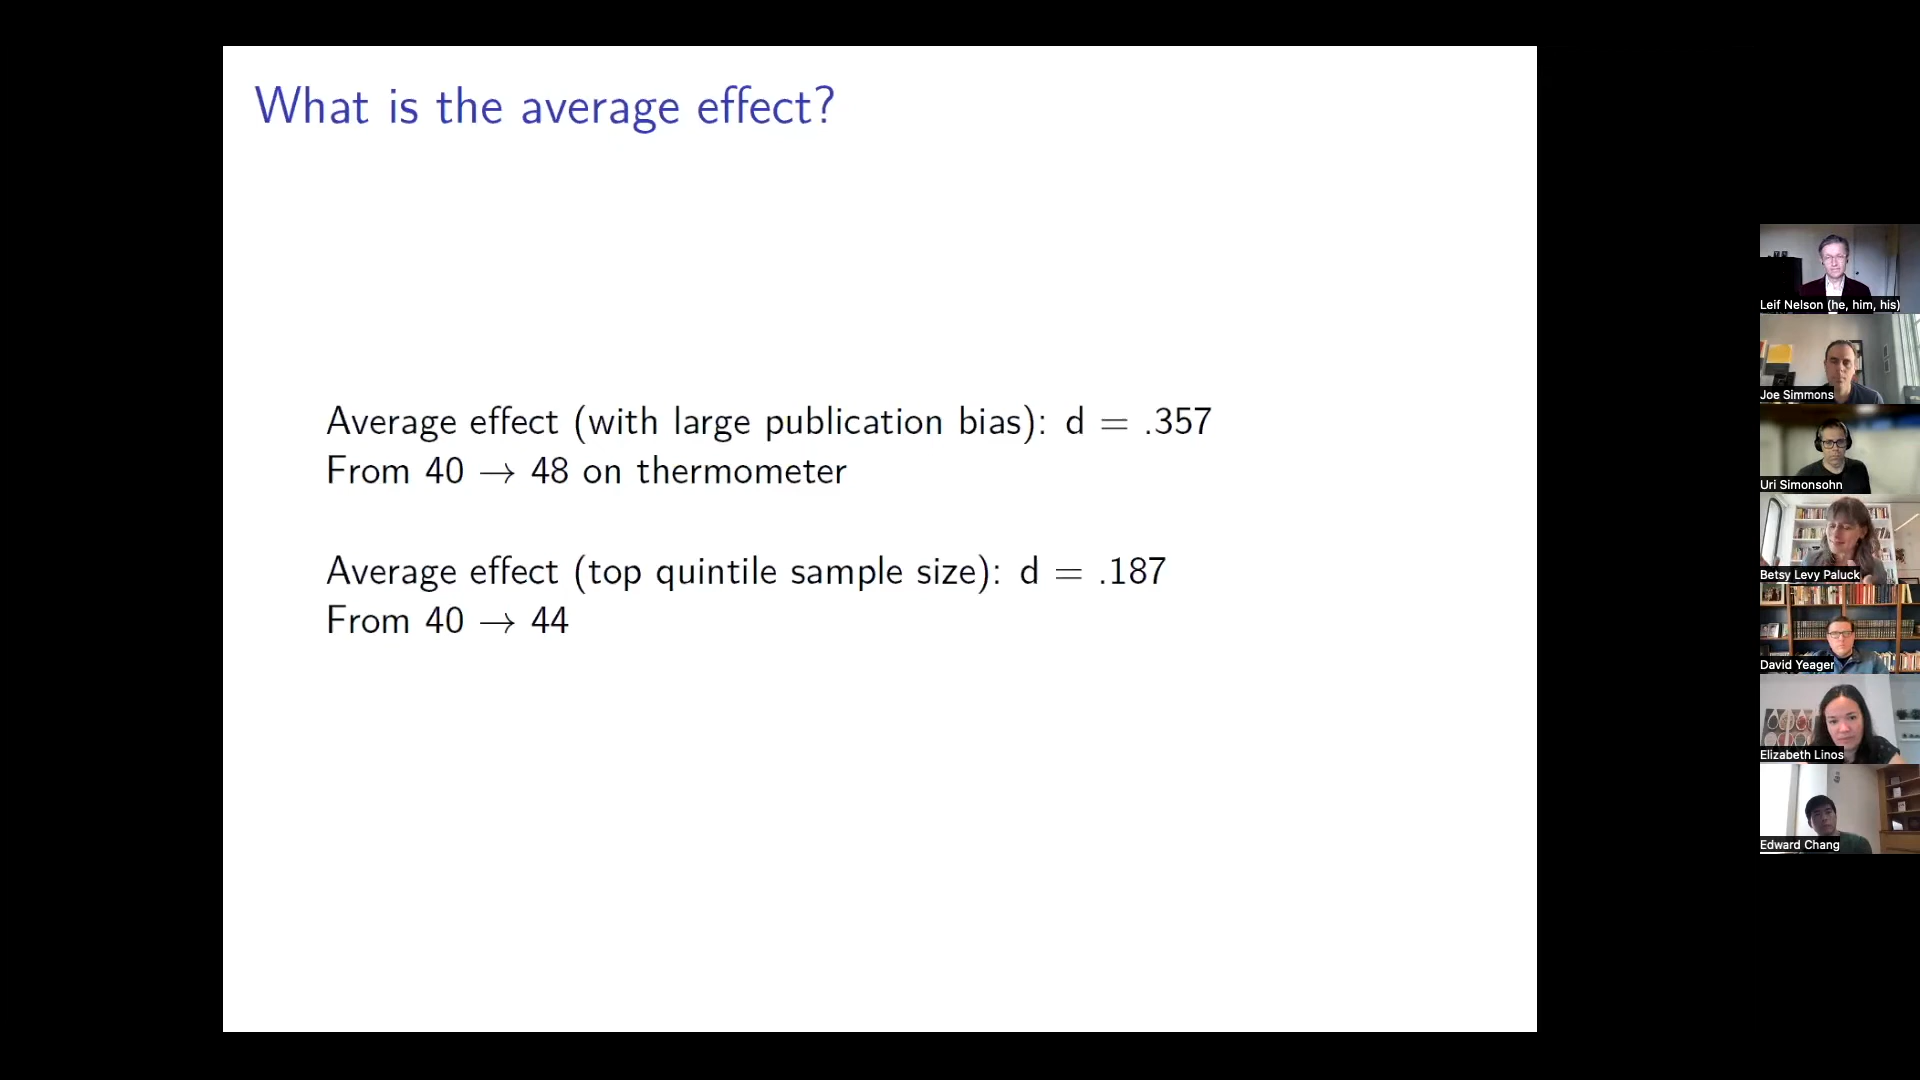 What is the average effect?
Average effect (with large publication bias): d = .357
From 40 → 48 on thermometer
Average effect (top quintile sample size): d = .187
From 40 → 44
Leif Nelson (he, him, his)
Joe Simmons
Uri Simonsohn
Betsy Levy Paluck
David Yeager
Elizabeth Linos
Edward Chang